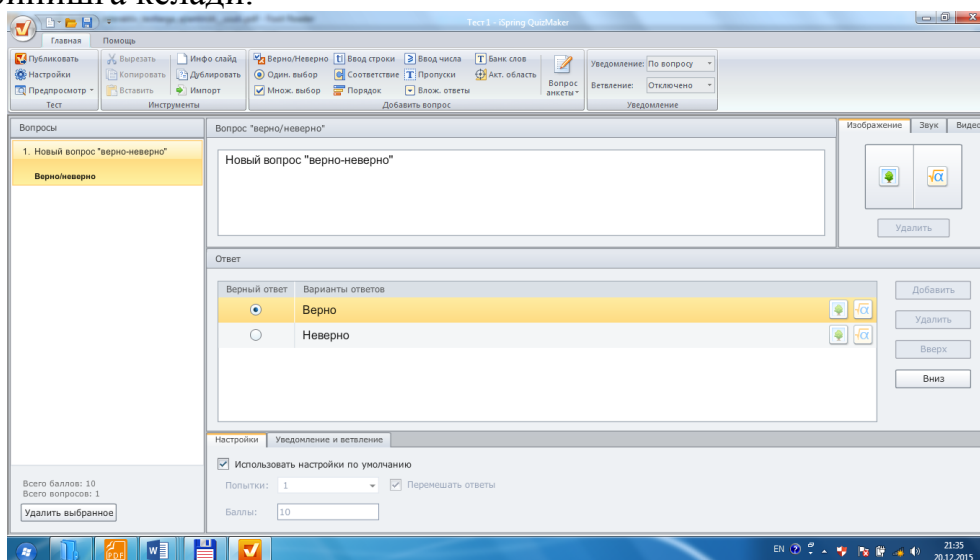 келади.
Тест 1 - iSpring QuizMaker
Главная Помощь
Публиковать
Настройки
Предпросмотр
Тест
Вырезать
Копировать
Вставить
Инфо слайд
Дублировать
Импорт
Инструменты
Верно/Неверно
Один. выбор
Множ. выбор
Ввод строки
Соответствие
Порядок
Ввод числа
Пропуски
Влож. ответы
Банк слов
Акт. область
Вопрос
анкеты
Добавить вопрос
Уведомление: По вопросу
Ветвление: Отключено
Уведомление
Вопросы
1. Новый вопрос "верно-неверно"
Верно/неверно
Всего баллов: 10
Всего вопросов: 1
Удалить выбранное
Вопрос "верно/неверно"
Новый вопрос "верно-неверно"
Изображение Звук Видео
√α
Удалить
Ответ
Верный ответ Варианты ответов
Верно
Неверно
Добавить
Удалить
Вверх
Вниз
Настройки Уведомление и ветвление
Использовать настройки по умолчанию
Попытки: 1 Перемешать ответы
Баллы: 10
PDF
EN
21:35
20.12.2015